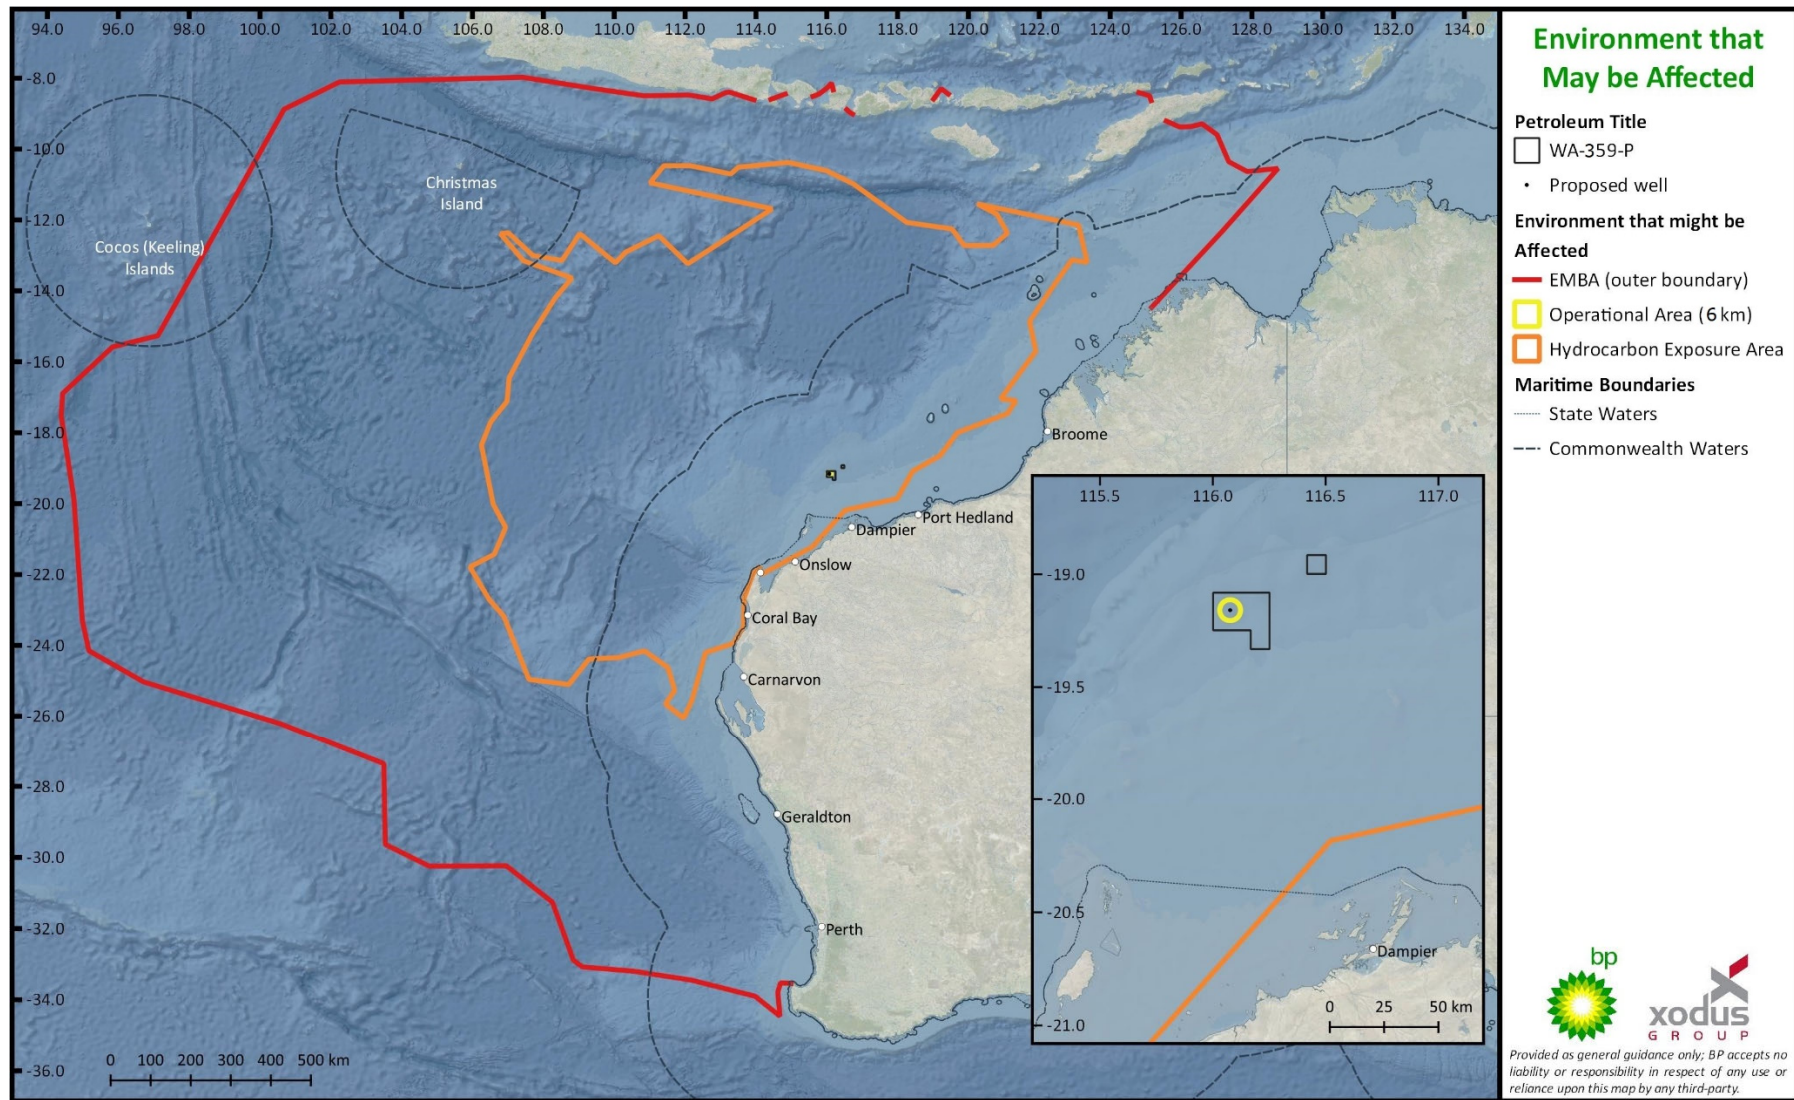 94.0 96.0 98.0 100.0 102.0 104.0 106.0 108.0 110.0 112.0 114.0 116.0 118.0 120.0 122.0 124.0 126.0 128.0 130.0 132.0 134.0
-8.0
-10.0
-12.0
-14.0
-16.0
-18.0
-20.0
-22.0
-24.0
-26.0
-28.0
-30.0
-32.0
-34.0
-36.0
Cocos (Keeling)
Islands
Christmas
Island
Broome
Port Hedland
Dampier
Onslow
Coral Bay
Carnarvon
Geraldton
Perth
0 100 200 300 400 500 km
115.5 116.0 116.5 117.0
-19.0
-19.5
-20.0
-20.5
-21.0
Dampier
0 25 50 km
Environment that
May be Affected
Petroleum Title
WA-359-P
Proposed well
Environment that might be
Affected
EMBA (outer boundary)
Operational Area (6 km)
Hydrocarbon Exposure Area
Maritime Boundaries
State Waters
Commonwealth Waters
bp
xodus
GROUP
Provided as general guidance only; BP accepts no
liability or responsibility in respect of any use or
reliance upon this map by any third-party.